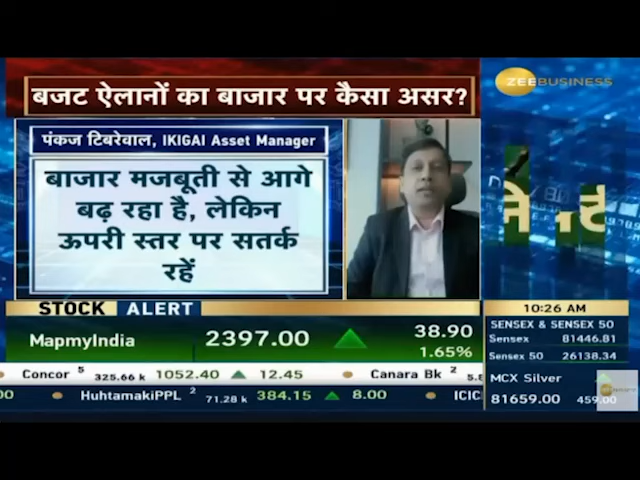 बजट ऐलानों का बाजार पर कैसा असर?
ZEEBUSINESS
पंकज टिबरेवाल, IKIGAI Asset Manager
बाजार मजबूती से आगे
बढ़ रहा है, लेकिन
ऊपरी स्तर पर सतर्क
रहें
STOCK ALERT
MapmyIndia 2397.00 38.90
1.65%
Concor 5 325.66 K 1052.40 12.45 Canara Bk 2
HuhtamakiPPL 2 71.28 K 384.15 8.00
10:26 AM
SENSEX & SENSEX 50
Sensex 81446.81
Sensex 50 26138.34
MCX Silver
81659.00 459.00